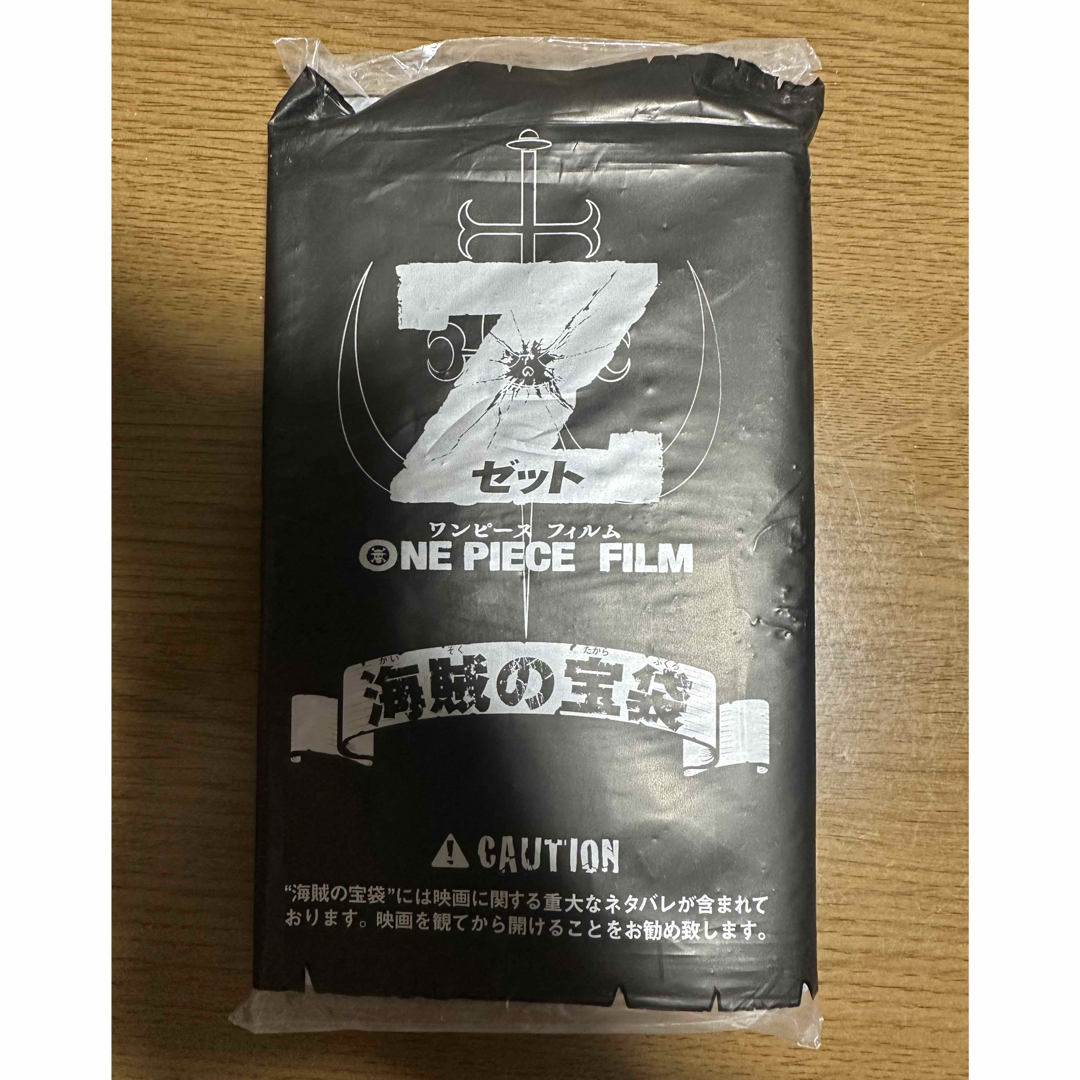 Z
ゼット
ワンピース フィルム
ONE PIECE FILM
かい ぞく たから ぶくろ
海賊の宝袋
CAUTION
“海賊の宝袋”には映画に関する重大なネタバレが含まれて
おります。映画を観てから開けることをお勧め致します。